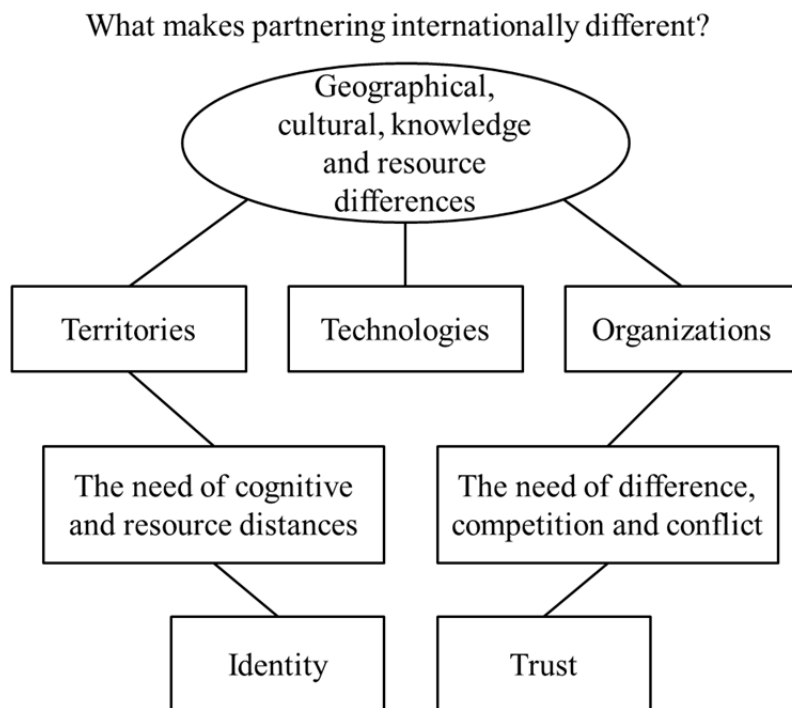 What makes partnering internationally different?
Geographical,
cultural, knowledge
and resource
differences
Territories
Technologies
Organizations
The need of cognitive
and resource distances
The need of difference,
competition and conflict
Identity
Trust